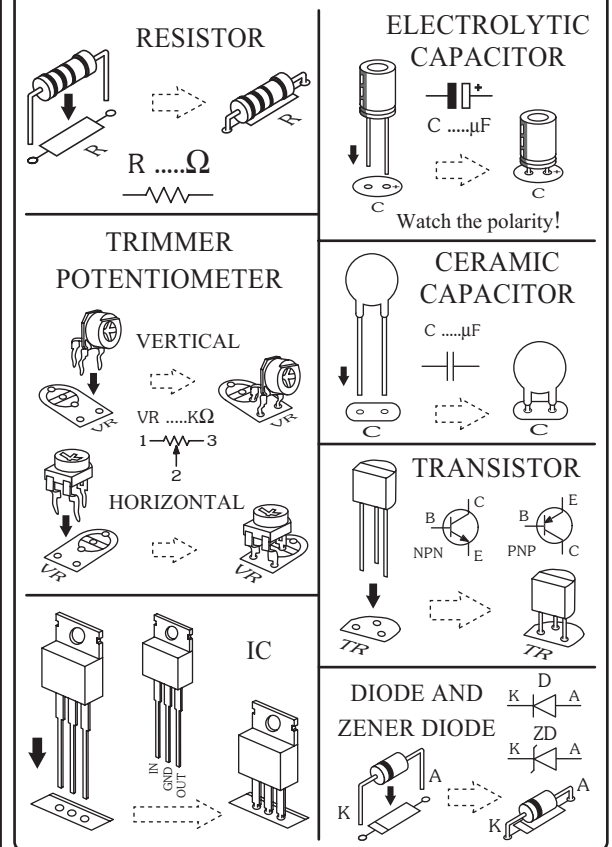 RESISTOR
R
R
R .....Ω
TRIMMER
POTENTIOMETER
VERTICAL
VR
VR
VR .....KΩ
1
3
2
HORIZONTAL
VR
VR
IC
IN
GND
OUT
ELECTROLYTIC
CAPACITOR
+
C .....µF
+
C
+
C
Watch the polarity!
CERAMIC
CAPACITOR
C .....µF
C
C
TRANSISTOR
C
B
NPN
E
E
B
PNP
C
TR
TR
DIODE AND
ZENER DIODE
D
K A
ZD
K A
A
K
A
K